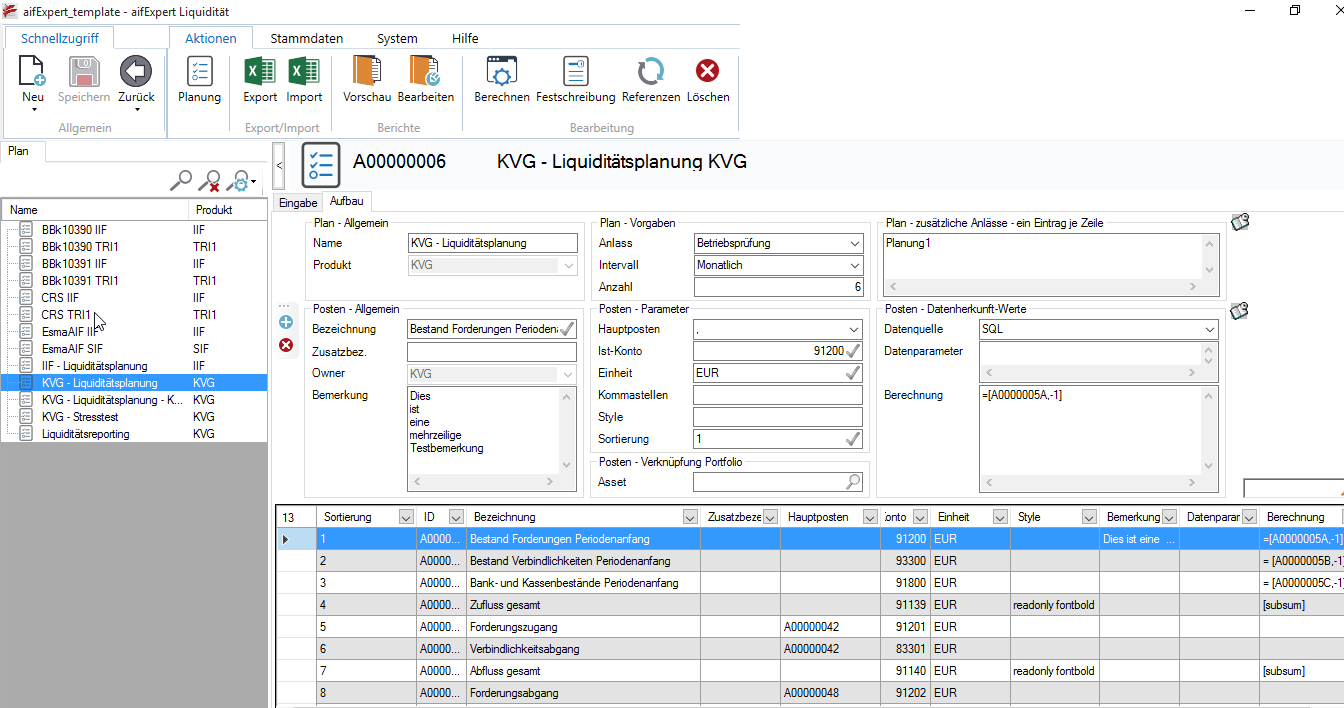 aifExpert_template - aifExpert Liquidität
Schnellzugriff
Aktionen
Stammdaten
System
Hilfe
Neu
Speichern
Zurück
Planung
Export
Import
Vorschau
Bearbeiten
Berechnen
Festschreibung
Referenzen
Löschen
Allgemein
Export/Import
Berichte
Bearbeitung
Plan
Name Produkt
BBk10390 IIF IIF
BBk10390 TRI1 TRI1
BBk10391 IIF IIF
BBk10391 TRI1 TRI1
CRS IIF IIF
CRS TRI1 TRI1
EsmaAIF IIF IIF
EsmaAIF SIF SIF
IIF - Liquiditätsplanung IIF
KVG - Liquiditätsplanung KVG
KVG - Liquiditätsplanung - K... KVG
KVG - Stresstest KVG
Liquiditätsreporting KVG
<
A00000006 KVG - Liquiditätsplanung KVG
Eingabe
Aufbau
Plan - Allgemein
Name KVG - Liquiditätsplanung
Produkt KVG
Plan - Vorgaben
Anlass Betriebsprüfung
Intervall Monatlich
Anzahl 6
Plan - zusätzliche Anlässe - ein Eintrag je Zeile
Planung1
Posten - Allgemein
Bezeichnung Bestand Forderungen Perioden
Zusatzbez.
Owner KVG
Bemerkung
Dies
ist
eine
mehrzeilige
Testbemerkung
Posten - Parameter
Hauptposten .
Ist-Konto 91200
Einheit EUR
Kommastellen
Style
Sortierung 1
Posten - Verknüpfung Portfolio
Asset
Posten - Datenherkunft-Werte
Datenquelle SQL
Datenparameter
Berechnung =[A0000005A,-1]
13 Sortierung ID Bezeichnung Zusatzbeze Hauptposten Konto Einheit Style Bemerkung Datenparar Berechnung
1 A0000... Bestand Forderungen Periodenanfang 91200 EUR Dies ist eine ... =[A0000005A,-1]
2 A0000... Bestand Verbindlichkeiten Periodenanfang 93300 EUR = [A0000005B,-1
3 A0000... Bank- und Kassenbestände Periodenanfang 91800 EUR = [A0000005C,-1
4 A0000... Zufluss gesamt 91139 EUR readonly fontbold [subsum]
5 A0000... Forderungszugang A00000042 91201 EUR
6 A0000... Verbindlichkeitsabgang A00000042 83301 EUR
7 A0000... Abfluss gesamt 91140 EUR readonly fontbold [subsum]
8 A0000... Forderungsabgang A00000048 91202 EUR